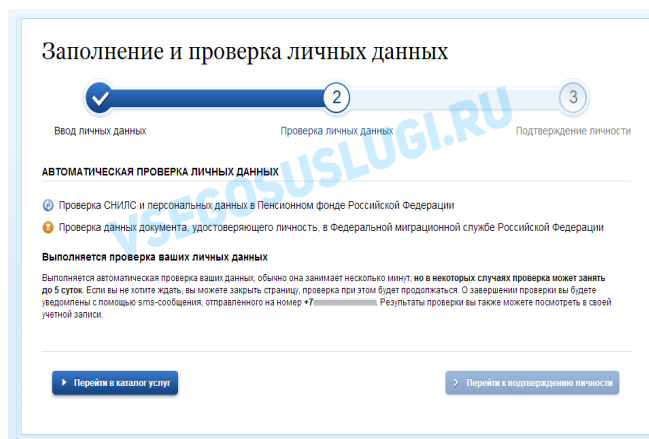 Заполнение и проверка личных данных
2
3
Ввод личных данных
Проверка личных данных
Подтверждение личности
VSEGOSUSLUGI.RU
АВТОМАТИЧЕСКАЯ ПРОВЕРКА ЛИЧНЫХ ДАННЫХ
Проверка СНИЛС и персональных данных в Пенсионном фонде Российской Федерации
Проверка данных документа, удостоверяющего личность, в Федеральной миграционной службе Российской Федерации
Выполняется проверка ваших личных данных
Выполняется автоматическая проверка ваших данных, обычно она занимает несколько минут, но в некоторых случаях проверка может занять
до 5 суток. Если вы не хотите ждать, вы можете закрыть страницу, проверка при этом будет продолжаться. О завершении проверки вы будете
уведомлены с помощью sms-сообщения, отправленного на номер +7 . Результаты проверки вы также можете посмотреть в своей
учетной записи.
Перейти в каталог услуг
Перейти к подтверждению личности